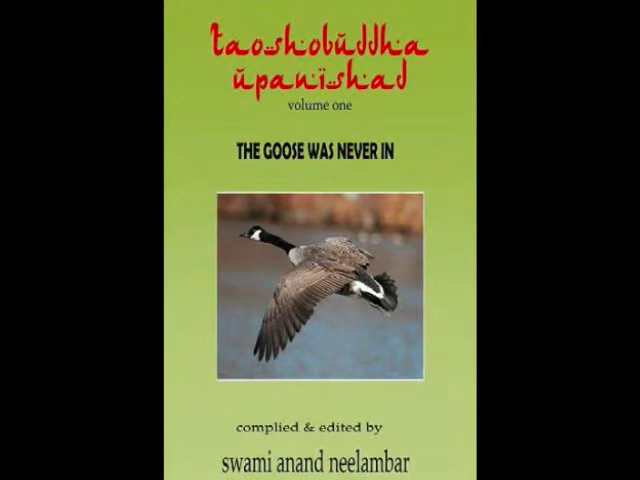 taoshobuddha
upanishad
volume one
THE GOOSE WAS NEVER IN
complied & edited by
swami anand neelambar